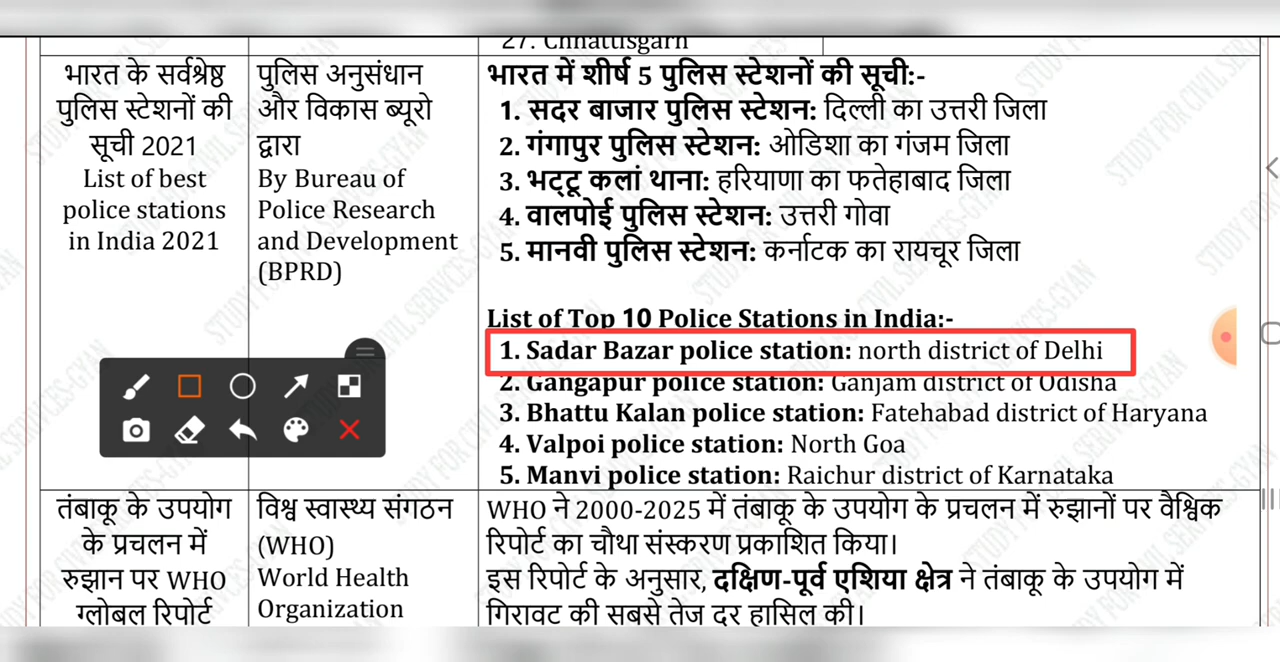 27. Chhattisgarh
भारत के सर्वश्रेष्ठ
पुलिस स्टेशनों की
सूची 2021
List of best
police stations
in India 2021
पुलिस अनुसंधान
और विकास ब्यूरो
द्वारा
By Bureau of
Police Research
and Development
(BPRD)
भारत में शीर्ष 5 पुलिस स्टेशनों की सूची:-
1. सदर बाजार पुलिस स्टेशन: दिल्ली का उत्तरी जिला
2. गंगापुर पुलिस स्टेशन: ओडिशा का गंजम जिला
3. भट्टू कलां थाना: हरियाणा का फतेहाबाद जिला
4. वालपोई पुलिस स्टेशन: उत्तरी गोवा
5. मानवी पुलिस स्टेशन: कर्नाटक का रायचूर जिला
List of Top 10 Police Stations in India:-
1. Sadar Bazar police station: north district of Delhi
2. Gangapur police station: Ganjam district of Odisha
3. Bhattu Kalan police station: Fatehabad district of Haryana
4. Valpoi police station: North Goa
5. Manvi police station: Raichur district of Karnataka
तंबाकू के उपयोग
के प्रचलन में
रुझान पर WHO
ग्लोबल रिपोर्ट
विश्व स्वास्थ्य संगठन
(WHO)
World Health
Organization
WHO ने 2000-2025 में तंबाकू के उपयोग के प्रचलन में रुझानों पर वैश्विक
रिपोर्ट का चौथा संस्करण प्रकाशित किया।
इस रिपोर्ट के अनुसार, दक्षिण-पूर्व एशिया क्षेत्र ने तंबाकू के उपयोग में
गिरावट की सबसे तेज दर हासिल की।
STUDY FOR CIVIL SERIVCES-GYAN